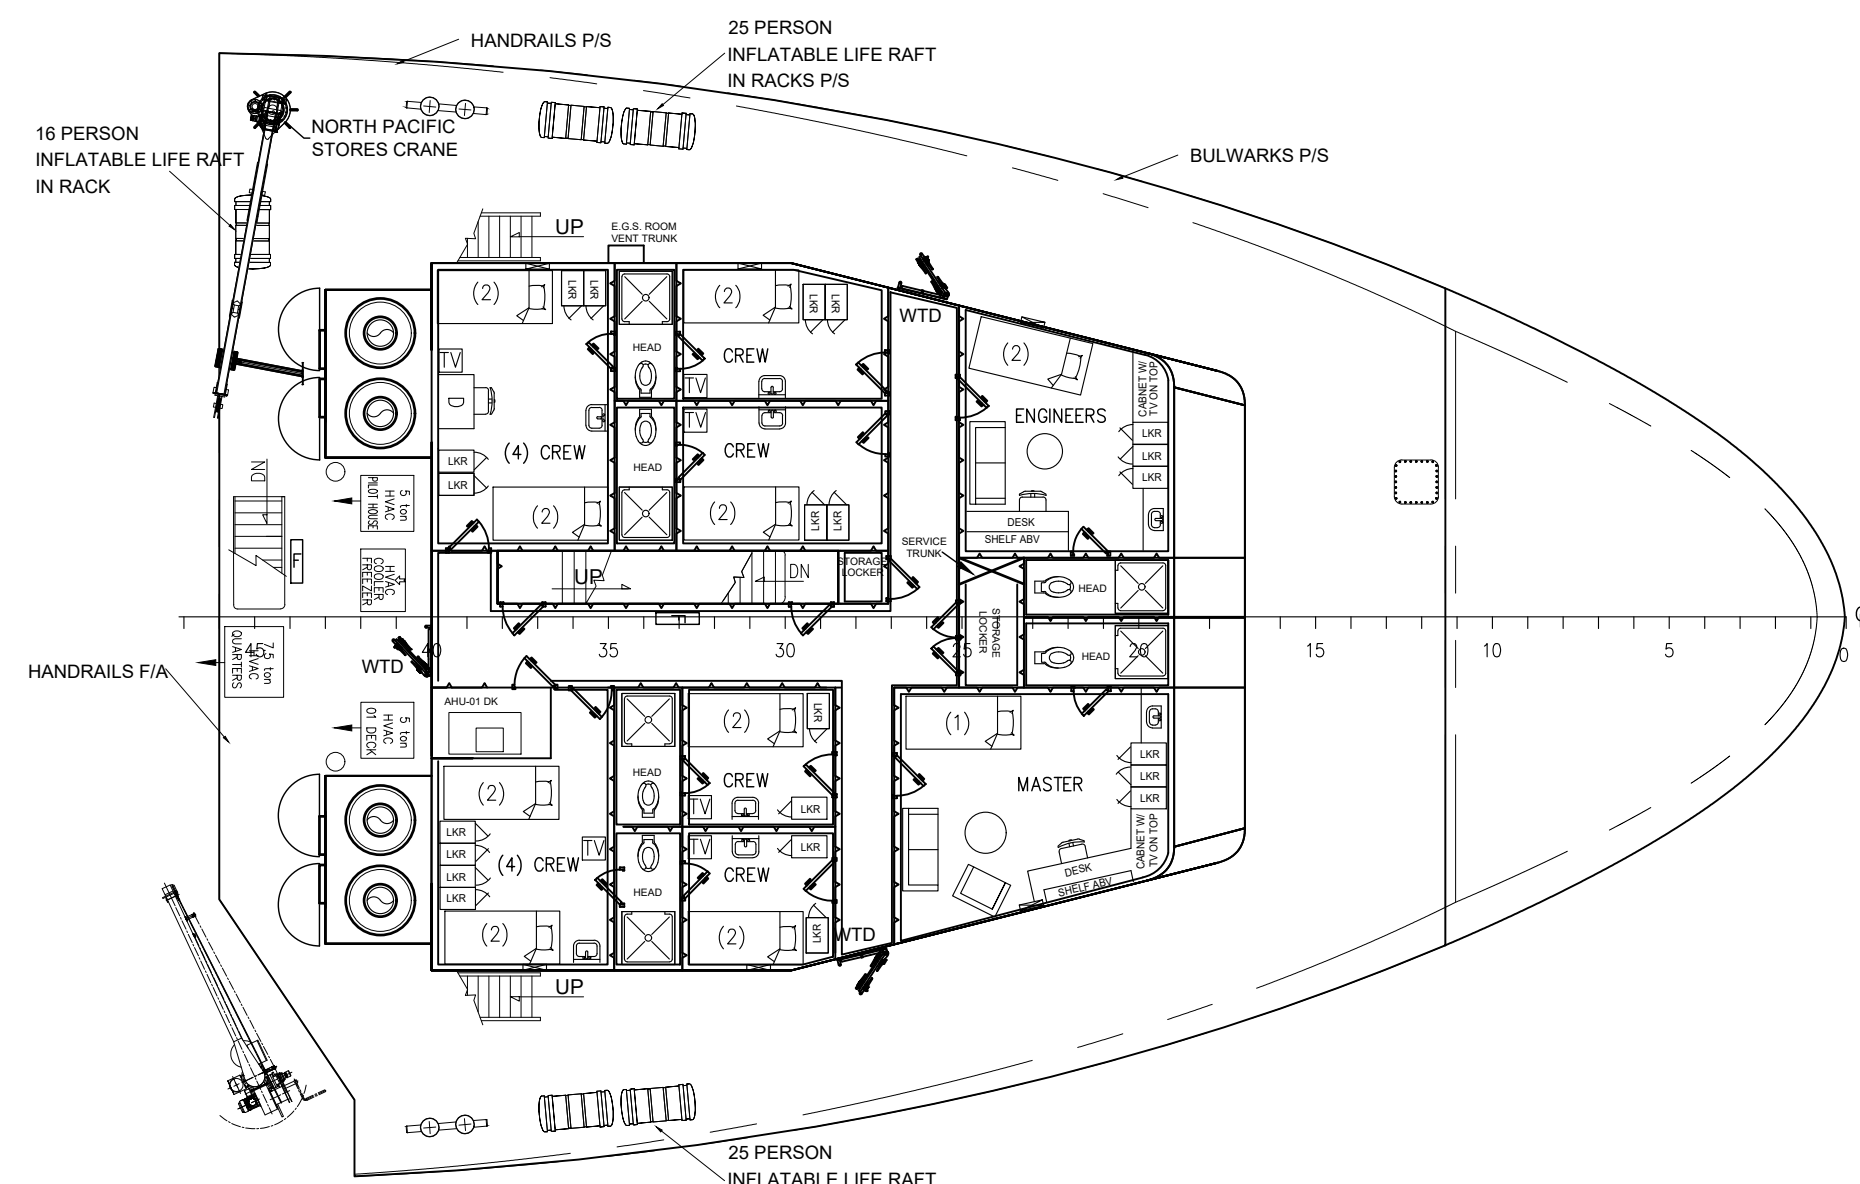 HANDRAILS P/S
25 PERSON
INFLATABLE LIFE RAFT
IN RACKS P/S
16 PERSON
INFLATABLE LIFE RAFT
IN RACK
NORTH PACIFIC
STORES CRANE
BULWARKS P/S
UP
E.G.S. ROOM
VENT TRUNK
(2)
LKR
LKR
HEAD
(2)
LKR
LKR
WTD
TV
CREW
TV
(2)
CABNET W/
TV ON TOP
D
TV
ENGINEERS
(4) CREW
CREW
LKR
LKR
LKR
LKR
LKR
HEAD
DN
5 ton
HVAC
PILOT HOUSE
(2)
(2)
LKR
LKR
DESK
SHELF ABV
SERVICE
TRUNK
F
HVAC
COOLER
FREEZER
UP
DN
STORAGE
LOCKER
HEAD
F
STORAGE
LOCKER
HEAD
45
40
35
30
25
20
15
10
5
0
7.5 ton
HVAC
QUARTERS
WTD
HANDRAILS F/A
5 ton
HVAC
01 DECK
AHU-01 DK
(2)
LKR
(1)
LKR
LKR
LKR
HEAD
CREW
MASTER
(2)
TV
LKR
LKR
LKR
LKR
LKR
TV
(4) CREW
HEAD
TV
LKR
CREW
CABNET W/
TV ON TOP
DESK
SHELF ABV
(2)
(2)
LKR
WTD
UP
25 PERSON
INFLATABLE LIFE RAFT